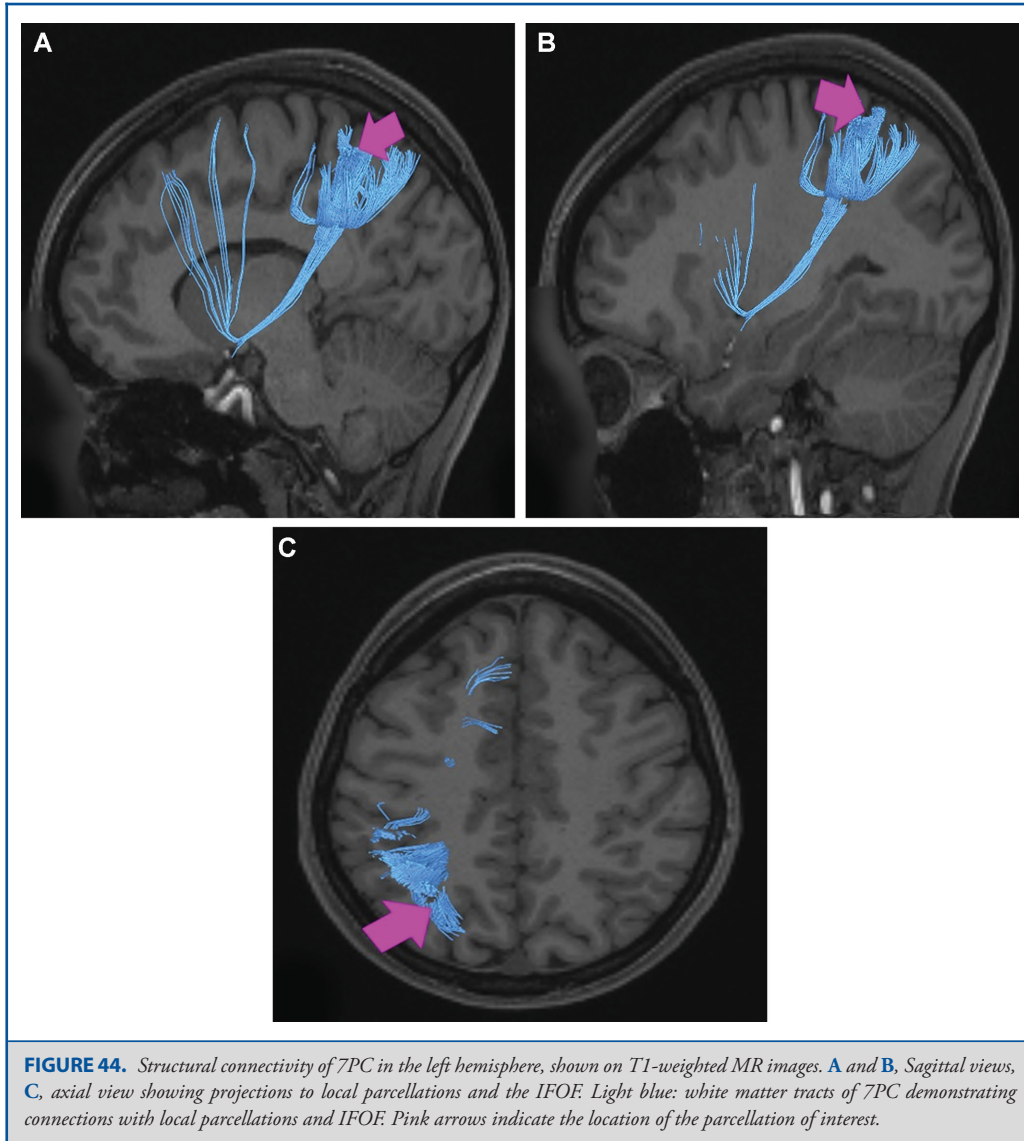 A
B
C
FIGURE 44. Structural connectivity of 7PC in the left hemisphere, shown on T1-weighted MR images. A and B, Sagittal views,
C, axial view showing projections to local parcellations and the IFOF. Light blue: white matter tracts of 7PC demonstrating
connections with local parcellations and IFOF. Pink arrows indicate the location of the parcellation of interest.